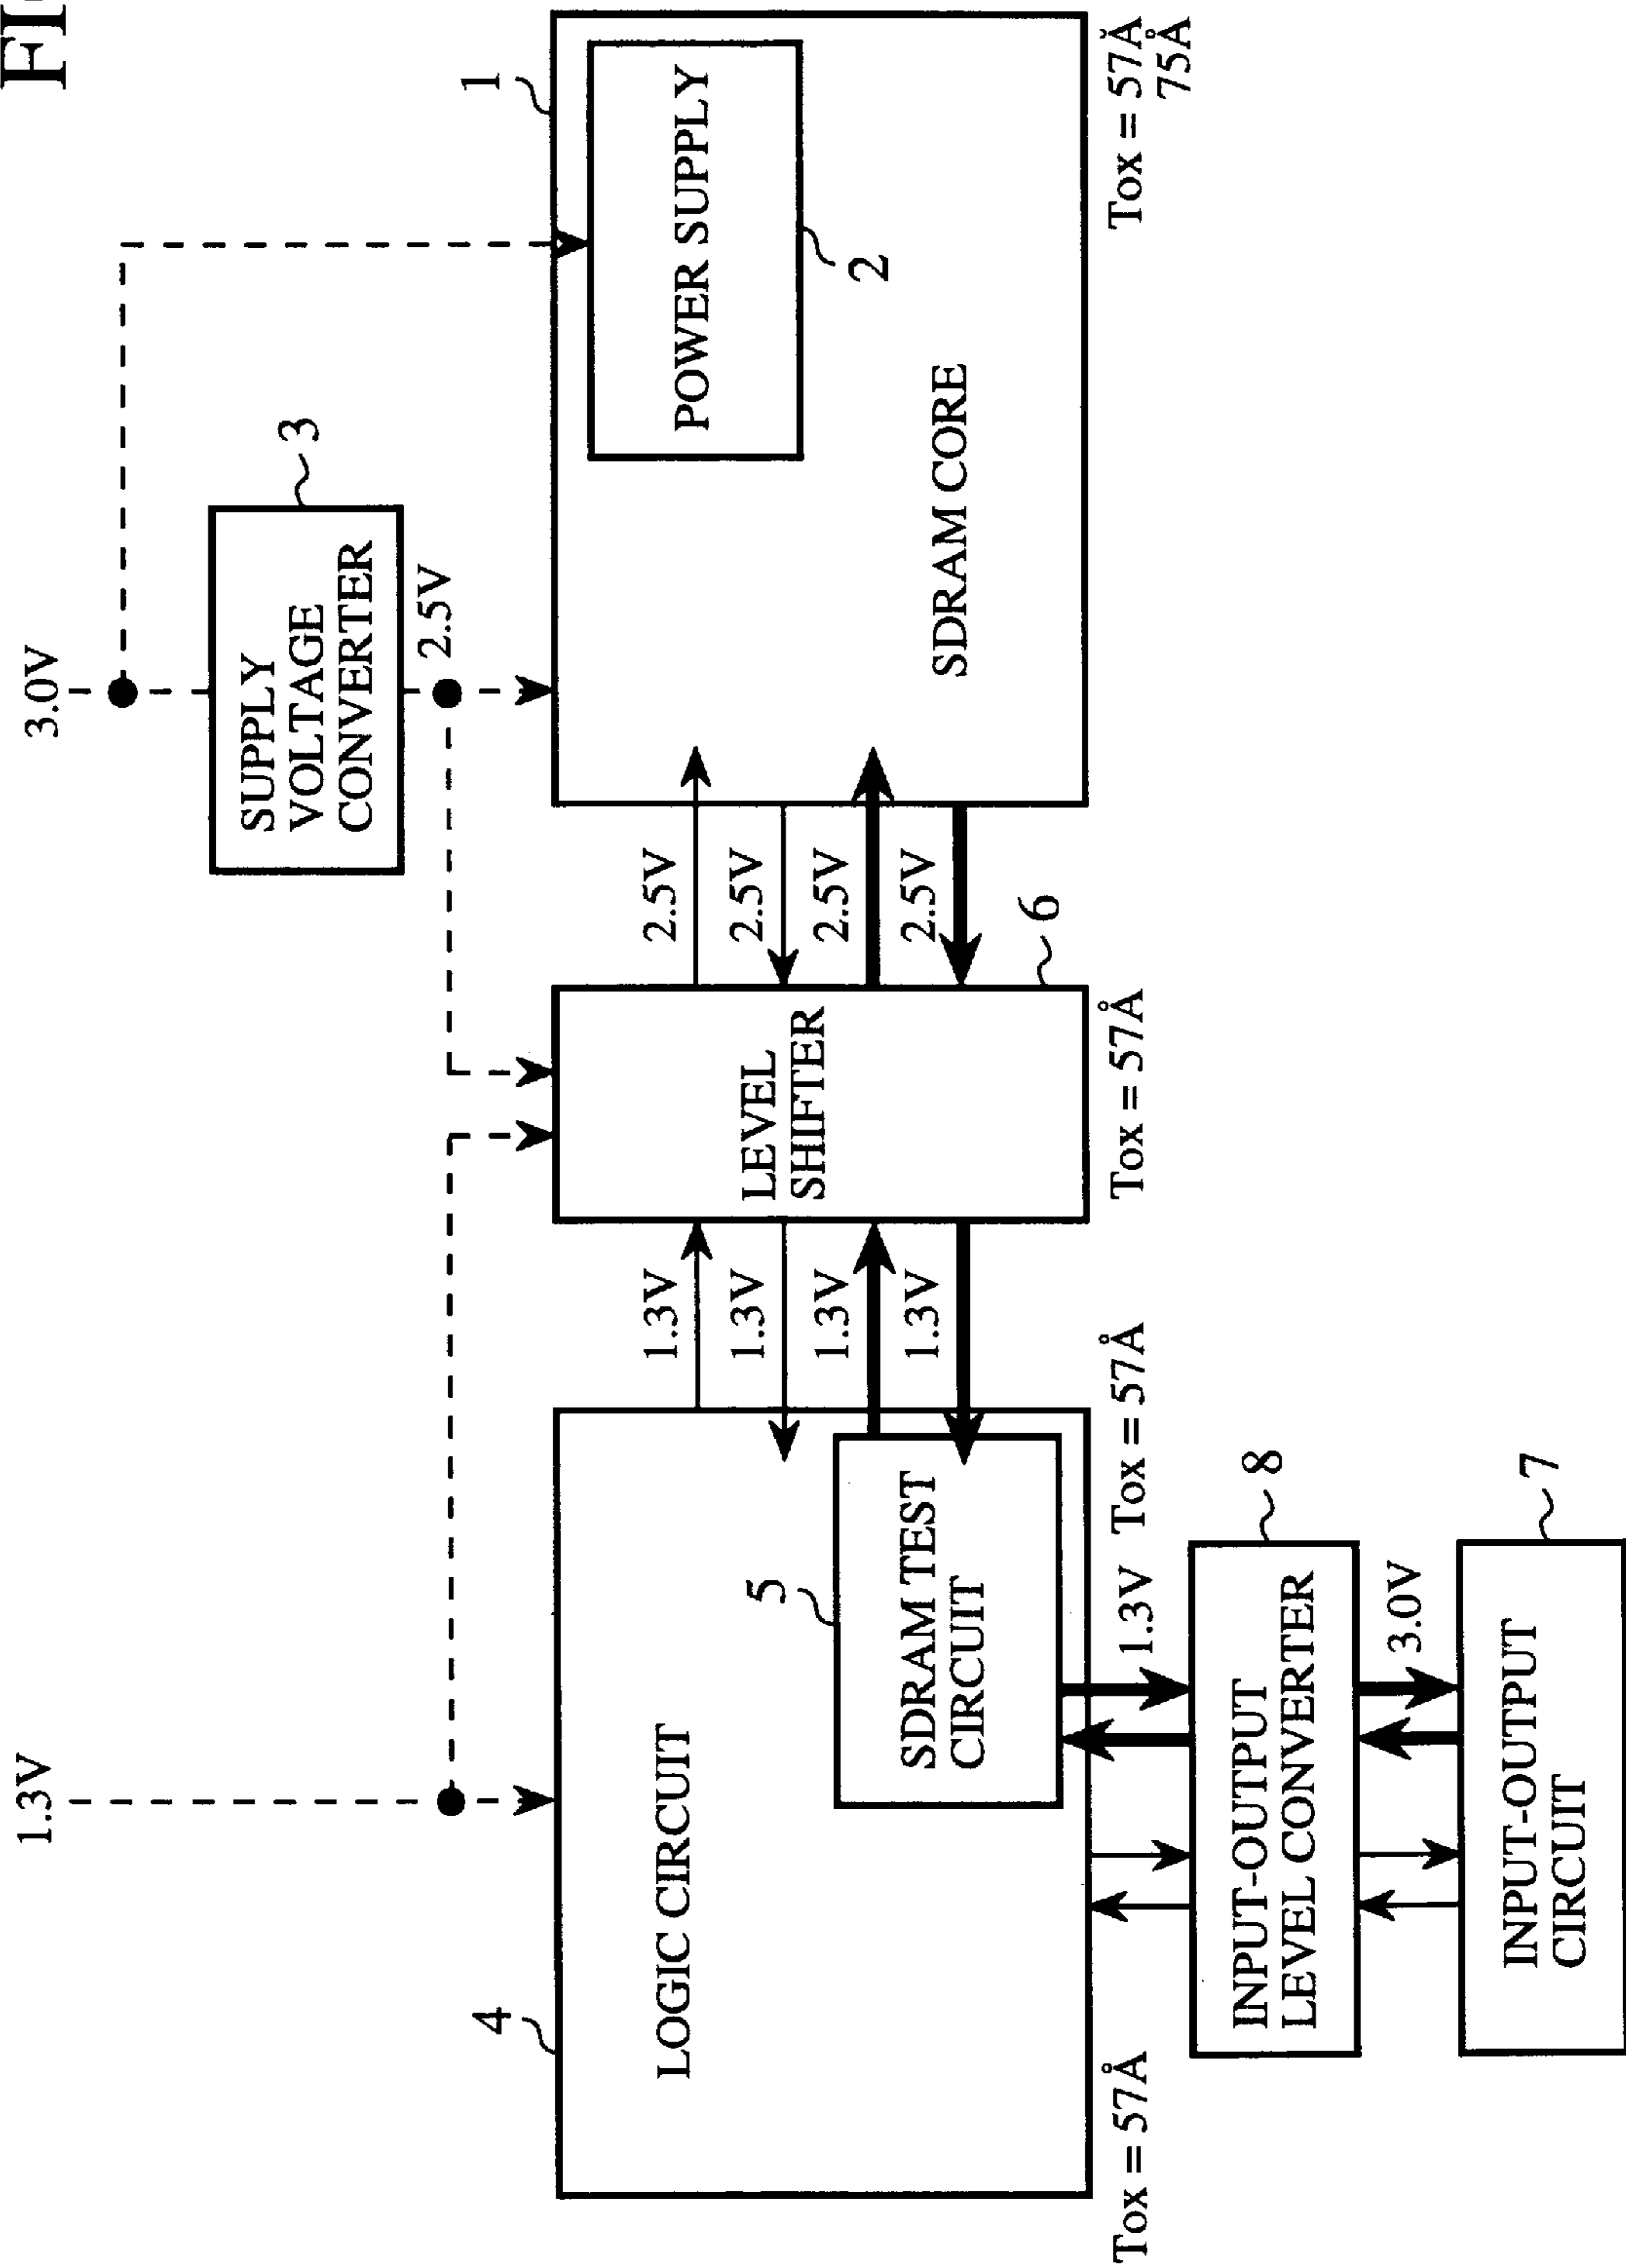 FI
3.0V
1.3V
3
SUPPLY
VOLTAGE
CONVERTER
2.5V
4
LOGIC CIRCUIT
5
SDRAM TEST
CIRCUIT
1.3V
1.3V
1.3V
1.3V
LEVEL
SHIFTER
6
2.5V
2.5V
2.5V
2.5V
1
POWER SUPPLY
2
SDRAM CORE
Tox = 57Å
Tox = 57Å
Tox = 57Å
Tox = 57Å
75Å
1.3V
8
INPUT-OUTPUT
LEVEL CONVERTER
3.0V
7
INPUT-OUTPUT
CIRCUIT